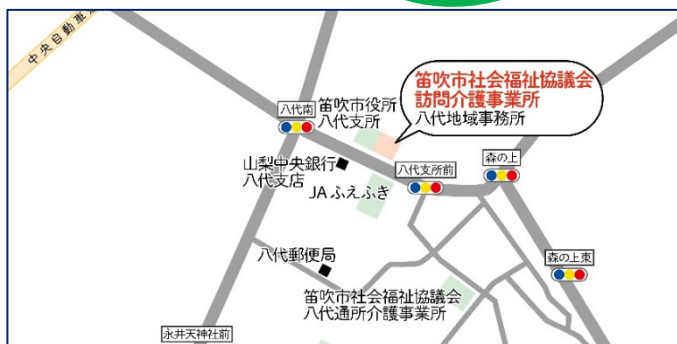 中央自動車
笛吹市社会福祉協議会
訪問介護事業所
八代地域事務所
八代南
笛吹市役所
八代支所
山梨中央銀行
八代支店
八代支所前
森の上
JAふえふき
八代郵便局
森の上東
笛吹市社会福祉協議会
八代通所介護事業所
永井天神社前